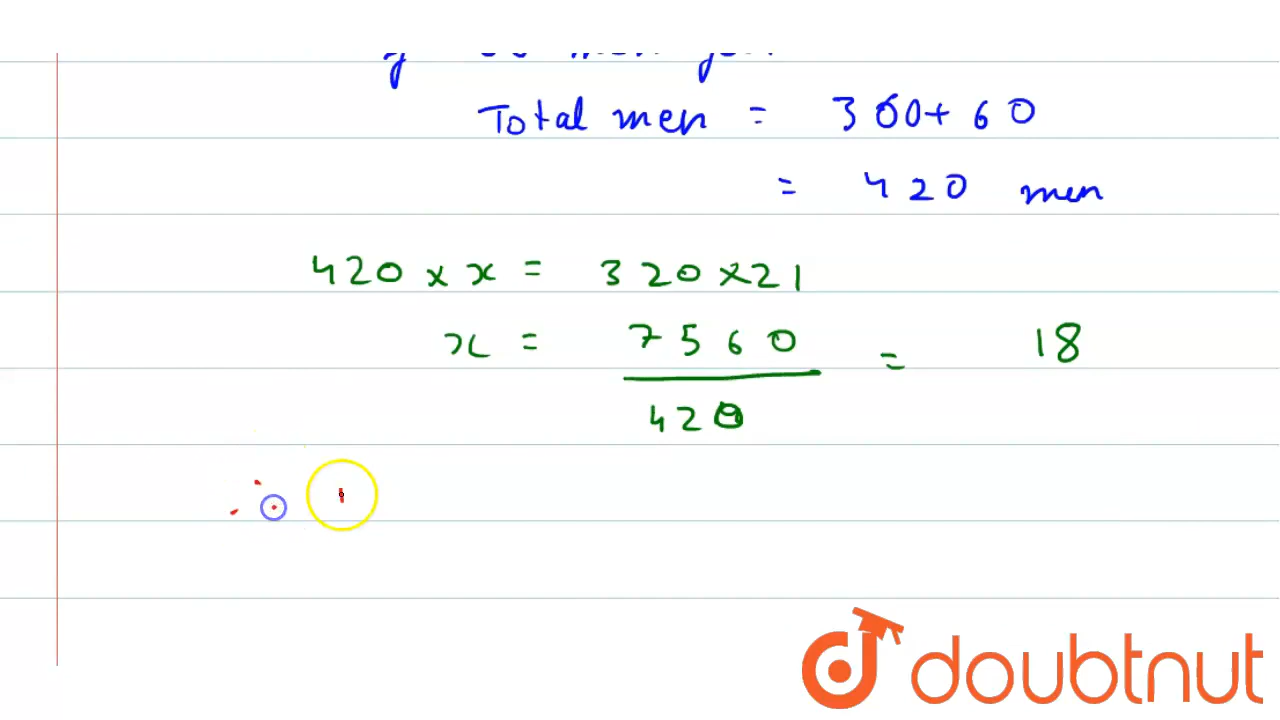 Total men = 360+60
= 420 men
420 × x = 320×21
x = 7560 = 18
420
doubtnut